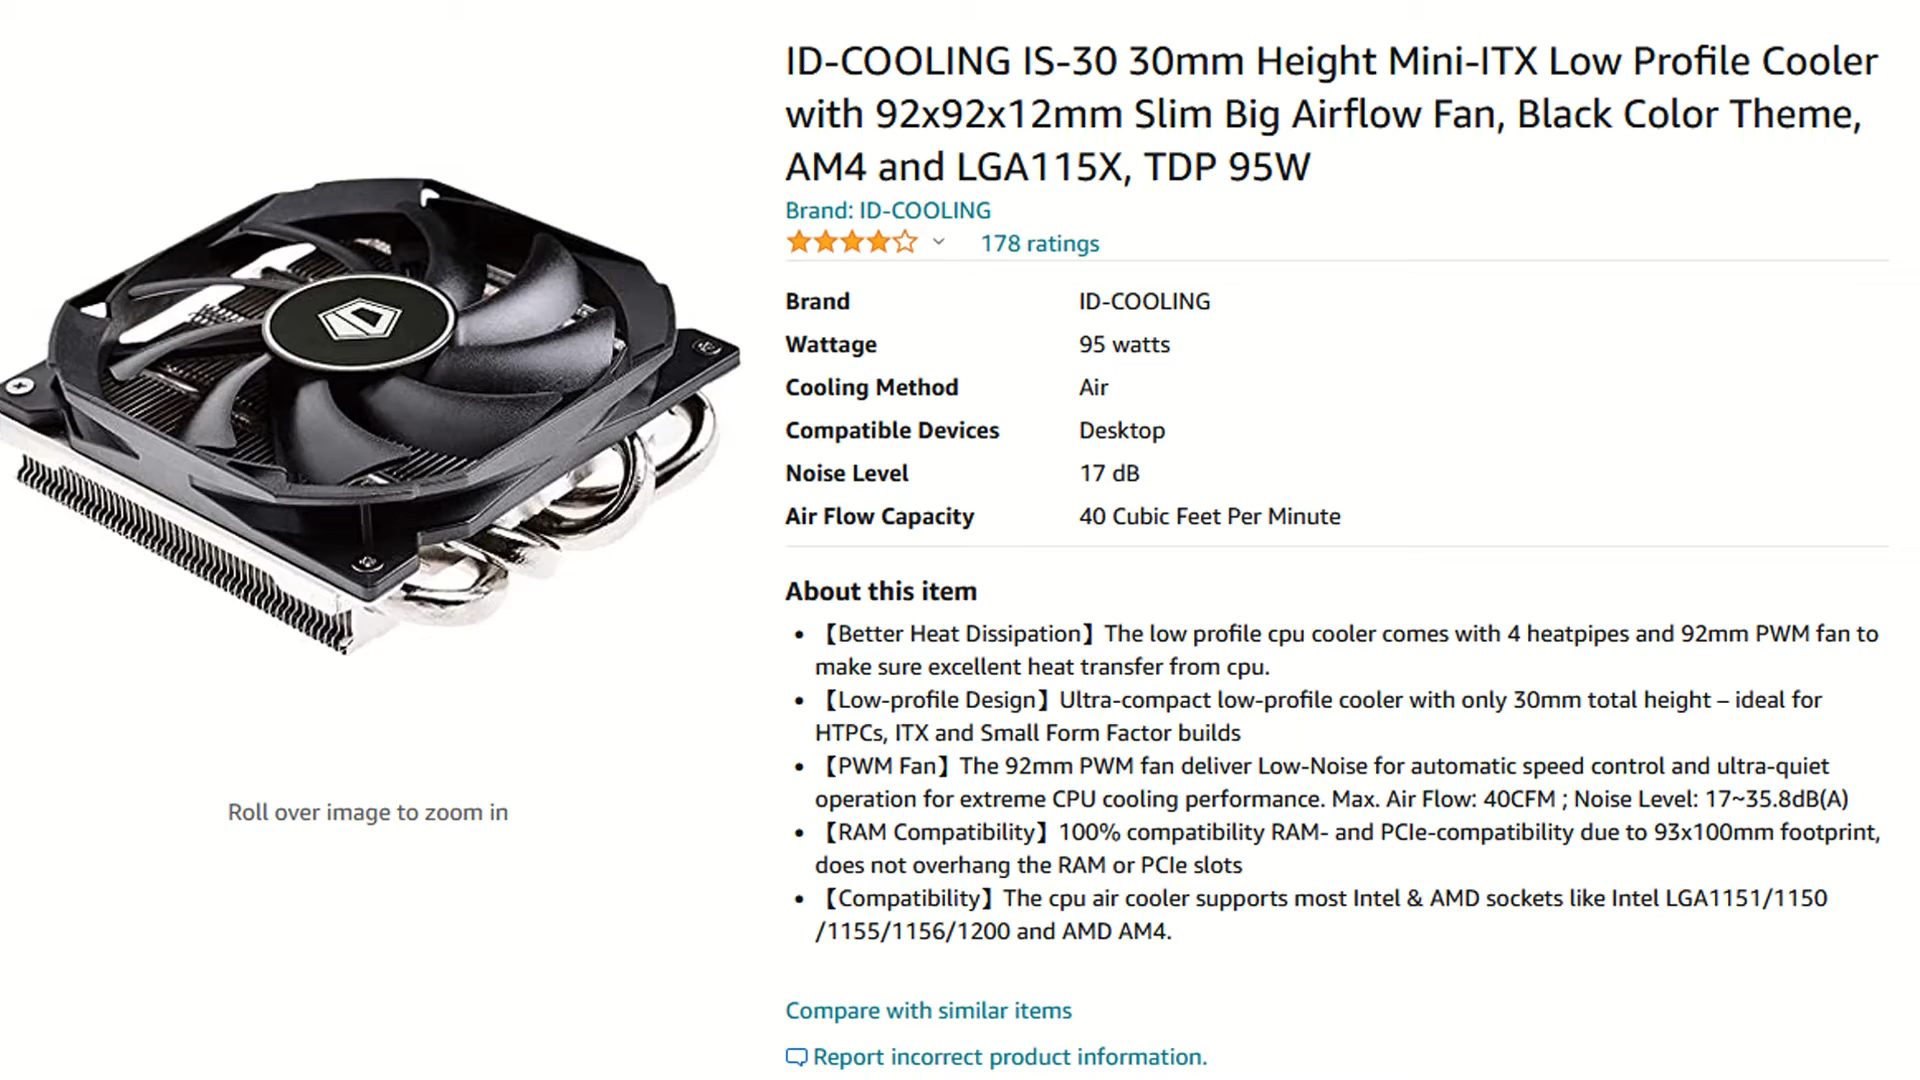 ID-COOLING IS-30 30mm Height Mini-ITX Low Profile Cooler
with 92x92x12mm Slim Big Airflow Fan, Black Color Theme,
AM4 and LGA115X, TDP 95W
Brand: ID-COOLING
178 ratings
Brand ID-COOLING
Wattage 95 watts
Cooling Method Air
Compatible Devices Desktop
Noise Level 17 dB
Air Flow Capacity 40 Cubic Feet Per Minute
About this item
• 【Better Heat Dissipation】The low profile cpu cooler comes with 4 heatpipes and 92mm PWM fan to
make sure excellent heat transfer from cpu.
• 【Low-profile Design】Ultra-compact low-profile cooler with only 30mm total height – ideal for
HTPCs, ITX and Small Form Factor builds
• 【PWM Fan】The 92mm PWM fan deliver Low-Noise for automatic speed control and ultra-quiet
operation for extreme CPU cooling performance. Max. Air Flow: 40CFM ; Noise Level: 17~35.8dB(A)
• 【RAM Compatibility】100% compatibility RAM- and PCIe-compatibility due to 93x100mm footprint,
does not overhang the RAM or PCIe slots
• 【Compatibility】The cpu air cooler supports most Intel & AMD sockets like Intel LGA1151/1150
/1155/1156/1200 and AMD AM4.
Roll over image to zoom in
Compare with similar items
Report incorrect product information.